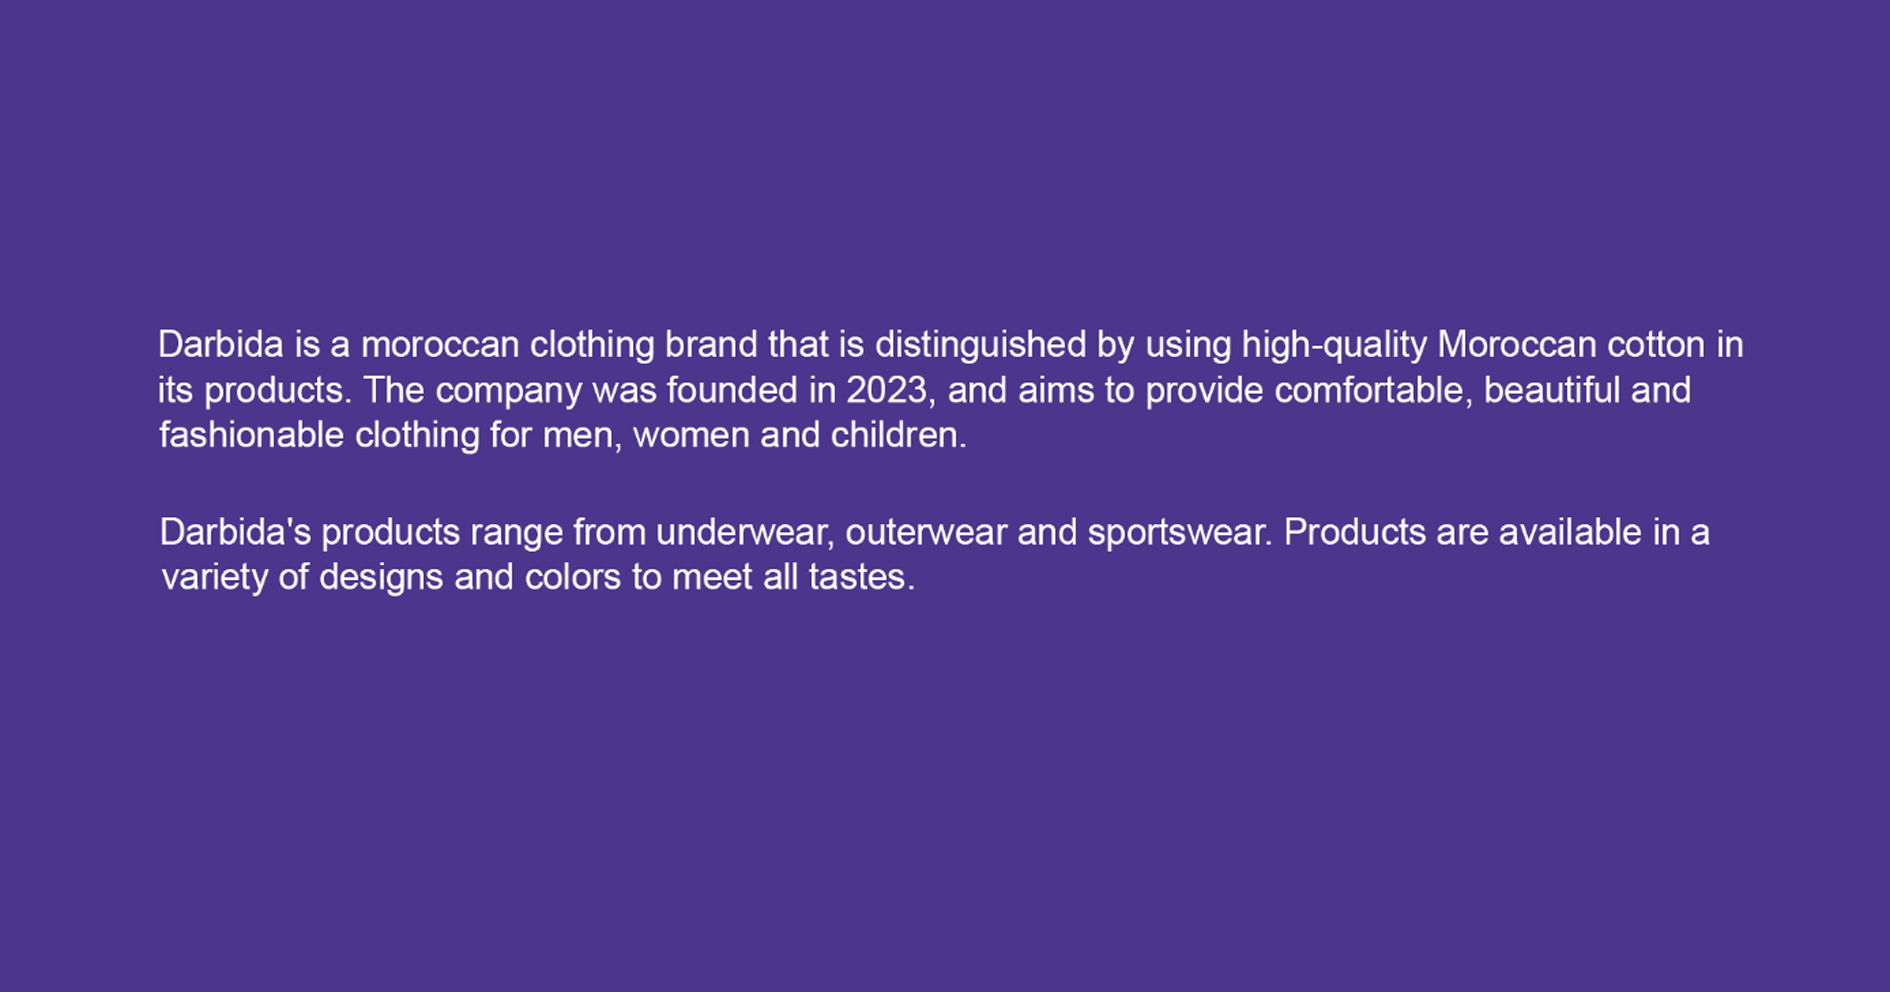 Darbida is a moroccan clothing brand that is distinguished by using high-quality Moroccan cotton in
its products. The company was founded in 2023, and aims to provide comfortable, beautiful and
fashionable clothing for men, women and children.
Darbida's products range from underwear, outerwear and sportswear. Products are available in a
variety of designs and colors to meet all tastes.